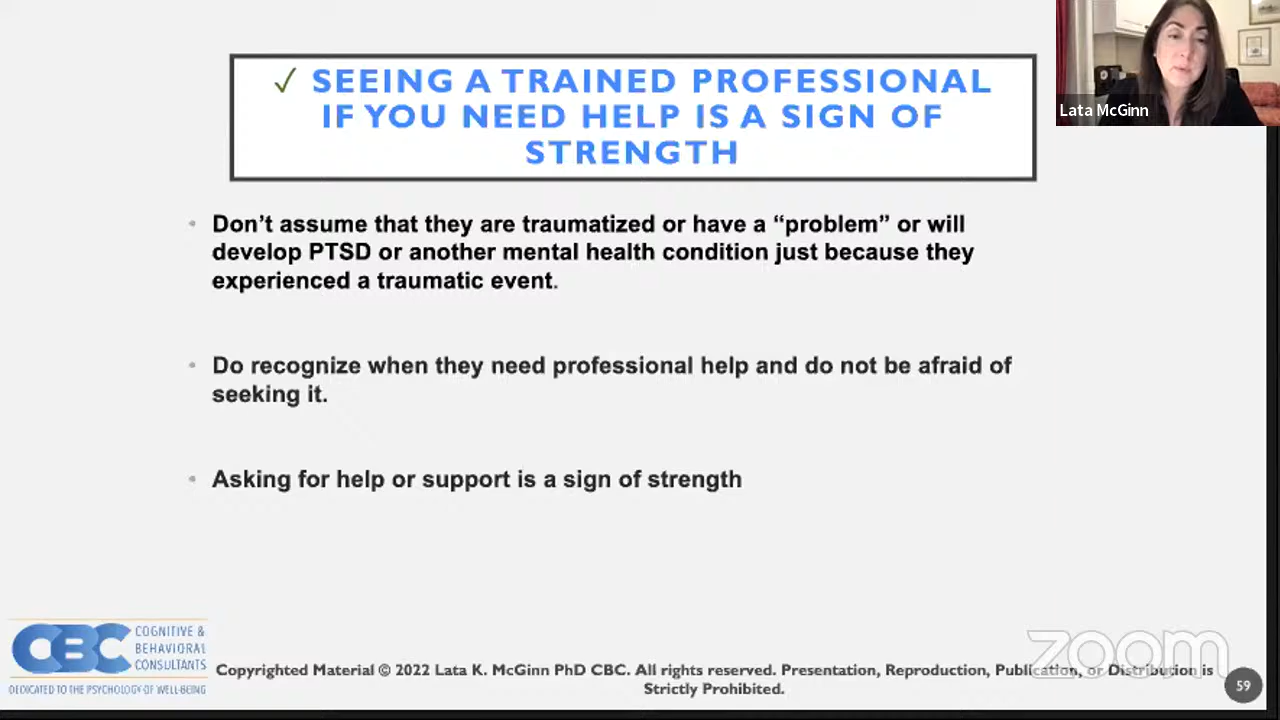 ✓ SEEING A TRAINED PROFESSIONAL
IF YOU NEED HELP IS A SIGN OF
STRENGTH
Lata McGinn
• Don’t assume that they are traumatized or have a “problem” or will
develop PTSD or another mental health condition just because they
experienced a traumatic event.
• Do recognize when they need professional help and do not be afraid of
seeking it.
• Asking for help or support is a sign of strength
CBC COGNITIVE &
BEHAVIORAL
CONSULTANTS
DEDICATED TO THE PSYCHOLOGY OF WELL-BEING
Copyrighted Material © 2022 Lata K. McGinn PhD CBC. All rights reserved. Presentation, Reproduction, Publication, or Distribution is
Strictly Prohibited.
zoom
59